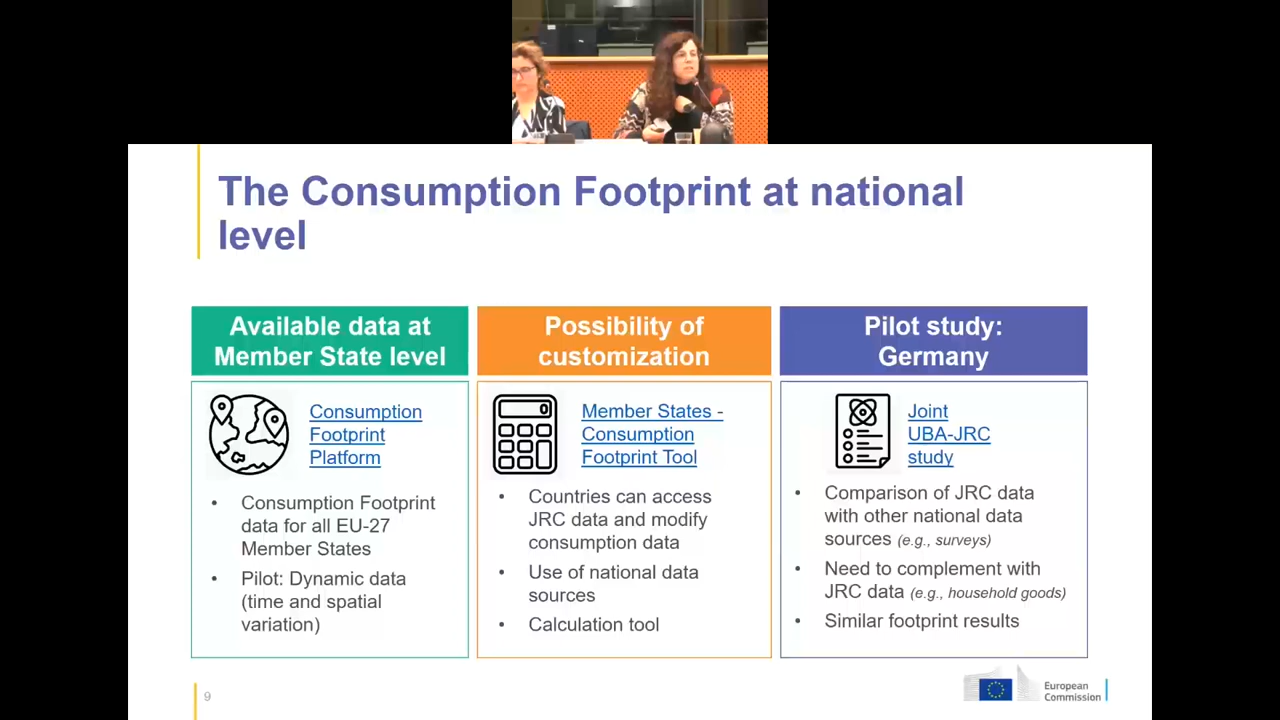 The Consumption Footprint at national
level
Available data at
Member State level
Consumption
Footprint
Platform
• Consumption Footprint
data for all EU-27
Member States
• Pilot: Dynamic data
(time and spatial
variation)
Possibility of
customization
0
Member States -
Consumption
Footprint Tool
• Countries can access
JRC data and modify
consumption data
• Use of national data
sources
• Calculation tool
Pilot study:
Germany
Joint
UBA-JRC
study
• Comparison of JRC data
with other national data
sources (e.g., surveys)
• Need to complement with
JRC data (e.g., household goods)
• Similar footprint results
9
European
Commission